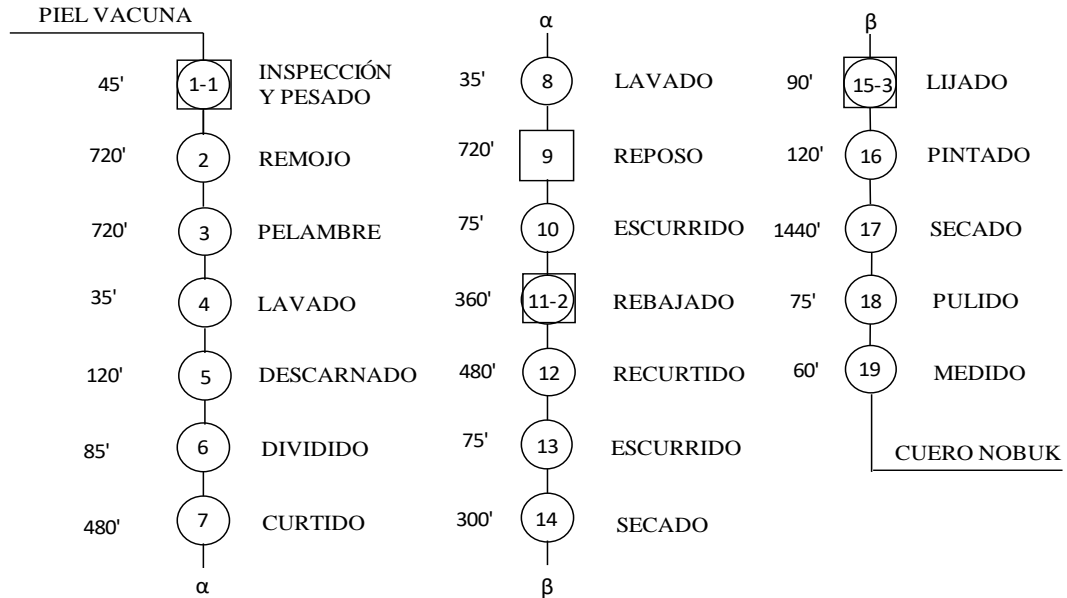 PIEL VACUNA
45' 1-1 INSPECCIÓN
Y PESADO
720' 2 REMOJO
720' 3 PELAMBRE
35' 4 LAVADO
120' 5 DESCARNADO
85' 6 DIVIDIDO
480' 7 CURTIDO
α
α
35' 8 LAVADO
720' 9 REPOSO
75' 10 ESCURRIDO
360' 11-2 REBAJADO
480' 12 RECURTIDO
75' 13 ESCURRIDO
300' 14 SECADO
β
β
90' 15-3 LIJADO
120' 16 PINTADO
1440' 17 SECADO
75' 18 PULIDO
60' 19 MEDIDO
CUERO NOBUK